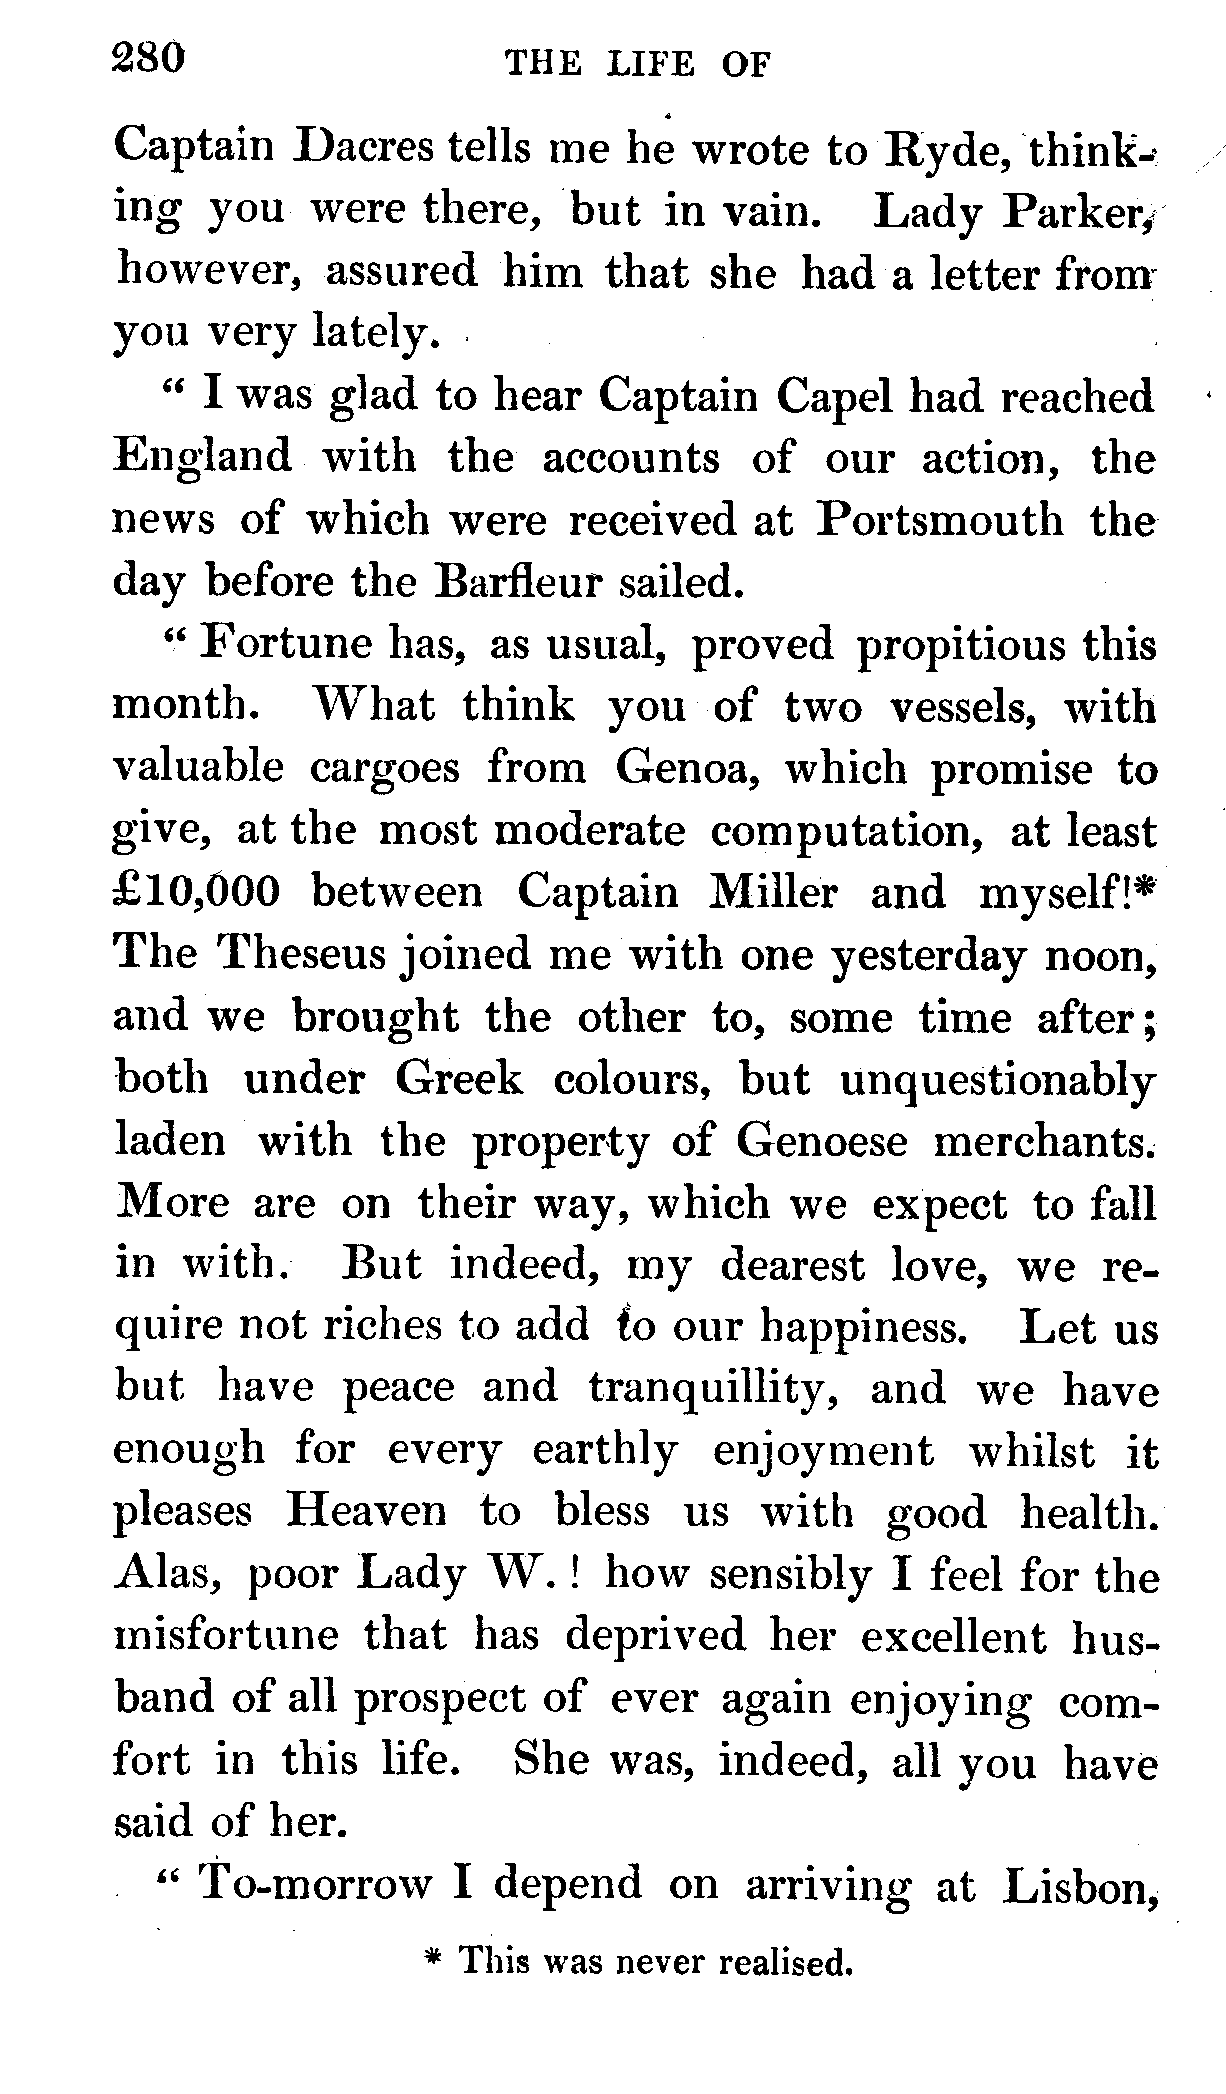 280 THE LIFE OF
Captain Dacres tells me he wrote to Ryde, think-
ing you were there, but in vain. Lady Parker,
however, assured him that she had a letter from
you very lately.
“ I was glad to hear Captain Capel had reached
England with the accounts of our action, the
news of which were received at Portsmouth the
day before the Barfleur sailed.
“ Fortune has, as usual, proved propitious this
month. What think you of two vessels, with
valuable cargoes from Genoa, which promise to
give, at the most moderate computation, at least
£10,000 between Captain Miller and myself!*
The Theseus joined me with one yesterday noon,
and we brought the other to, some time after;
both under Greek colours, but unquestionably
laden with the property of Genoese merchants.
More are on their way, which we expect to fall
in with. But indeed, my dearest love, we re-
quire not riches to add to our happiness. Let us
but have peace and tranquillity, and we have
enough for every earthly enjoyment whilst it
pleases Heaven to bless us with good health.
Alas, poor Lady W. ! how sensibly I feel for the
misfortune that has deprived her excellent hus-
band of all prospect of ever again enjoying com-
fort in this life. She was, indeed, all you have
said of her.
“ To-morrow I depend on arriving at Lisbon,
* This was never realised.